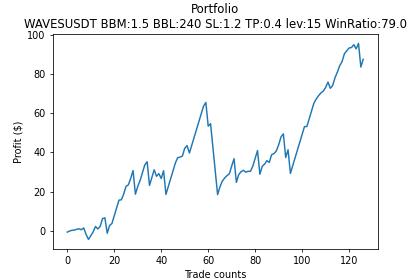 Portfolio
WAVESUSDT BBM:1.5 BBL:240 SL:1.2 TP:0.4 lev:15 WinRatio:79.0
100
80
60
40
20
0
Profit ($)
0 20 40 60 80 100 120
Trade counts